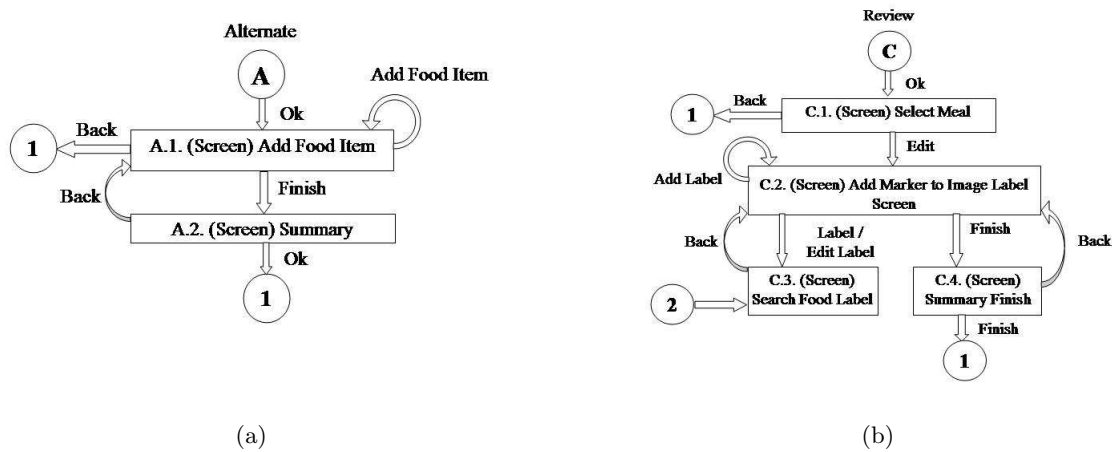 Alternate
A
Add Food Item
Ok
Back
1
A.1. (Screen) Add Food Item
Back
Finish
A.2. (Screen) Summary
Ok
1
(a)
Review
C
Ok
Back
1
C.1. (Screen) Select Meal
Edit
Add Label
C.2. (Screen) Add Marker to Image Label
Screen
Back
Label /
Edit Label
Finish
Back
C.3. (Screen)
Search Food Label
C.4. (Screen)
Summary Finish
2
Finish
1
(b)